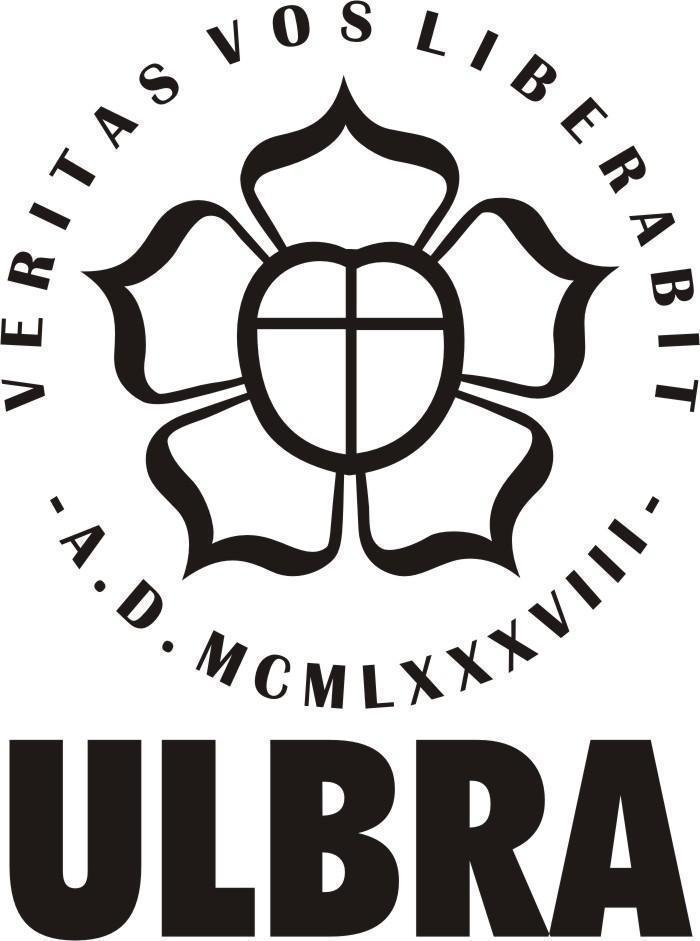 VERITAS VOS LIBERABIT
-A.D. MCMLXXXVIII-
ULBRA